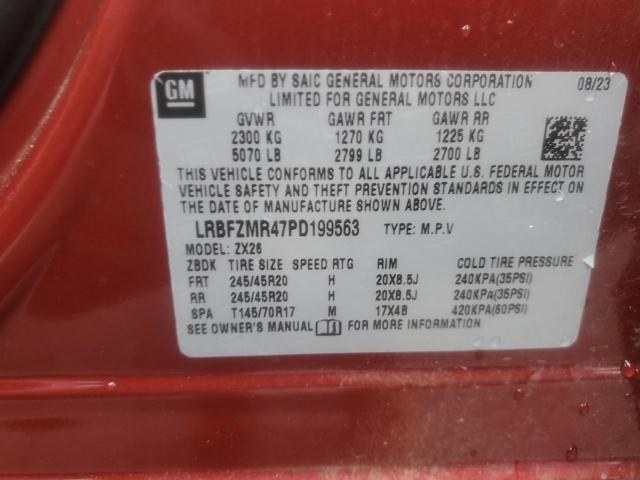 GM
MFD BY SAIC GENERAL MOTORS CORPORATION 08/23
LIMITED FOR GENERAL MOTORS LLC
GVWR GAWR FRT GAWR RR
2300 KG 1270 KG 1225 KG
5070 LB 2799 LB 2700 LB
THIS VEHICLE CONFORMS TO ALL APPLICABLE U.S. FEDERAL MOTOR
VEHICLE SAFETY AND THEFT PREVENTION STANDARDS IN EFFECT ON
THE DATE OF MANUFACTURE SHOWN ABOVE.
LRBFZMR47PD199563 TYPE: M.P.V
MODEL: ZX26
ZBDK TIRE SIZE SPEED RTG RIM COLD TIRE PRESSURE
FRT 245/45R20 H 20X8.5J 240KPA(35PSI)
RR 245/45R20 H 20X8.5J 240KPA(35PSI)
SPA T145/70R17 M 17X4B 420KPA(60PSI)
SEE OWNER'S MANUAL FOR MORE INFORMATION